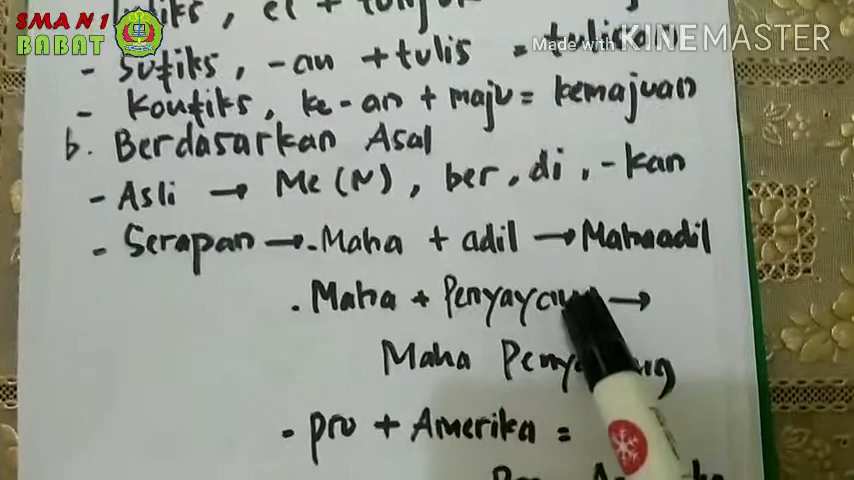 SMA N 1
BABAT
Made with KINEMASTER
- Sufiks, -an + tulis = tulisan
- Konfiks, ke-an + maju = kemajuan
b. Berdasarkan Asal
- Asli → Me(N), ber, di, -kan
- Serapan → . Maha + adil → Mahaadil
. Maha + Penyayang →
Maha Penyayang
- pro + Amerika =